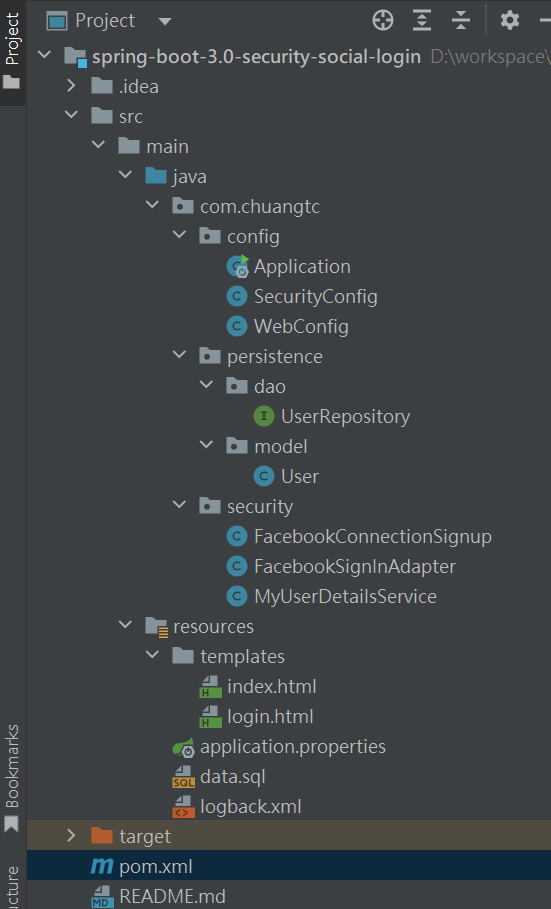 Project
Project
spring-boot-3.0-security-social-login D:\workspace\
.idea
src
main
java
com.chuangtc
config
Application
SecurityConfig
WebConfig
persistence
dao
UserRepository
model
User
security
FacebookConnectionSignup
FacebookSignInAdapter
MyUserDetailsService
resources
templates
index.html
login.html
application.properties
data.sql
logback.xml
target
pom.xml
README.md
Bookmarks
ucture